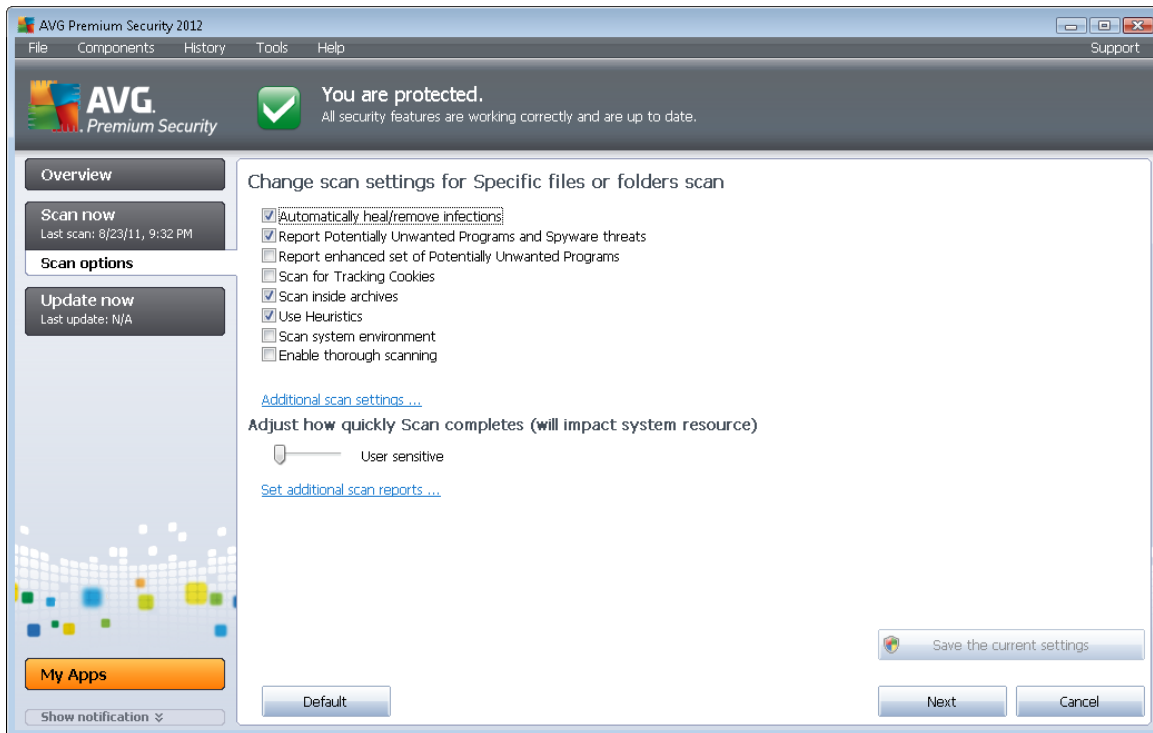 AVG Premium Security 2012
File Components History Tools Help Support
AVG.
Premium Security
You are protected.
All security features are working correctly and are up to date.
Overview
Scan now
Last scan: 8/23/11, 9:32 PM
Scan options
Update now
Last update: N/A
My Apps
Show notification
Change scan settings for Specific files or folders scan
Automatically heal/remove infections
Report Potentially Unwanted Programs and Spyware threats
Report enhanced set of Potentially Unwanted Programs
Scan for Tracking Cookies
Scan inside archives
Use Heuristics
Scan system environment
Enable thorough scanning
Additional scan settings ...
Adjust how quickly Scan completes (will impact system resource)
User sensitive
Set additional scan reports ...
Save the current settings
Default
Next
Cancel